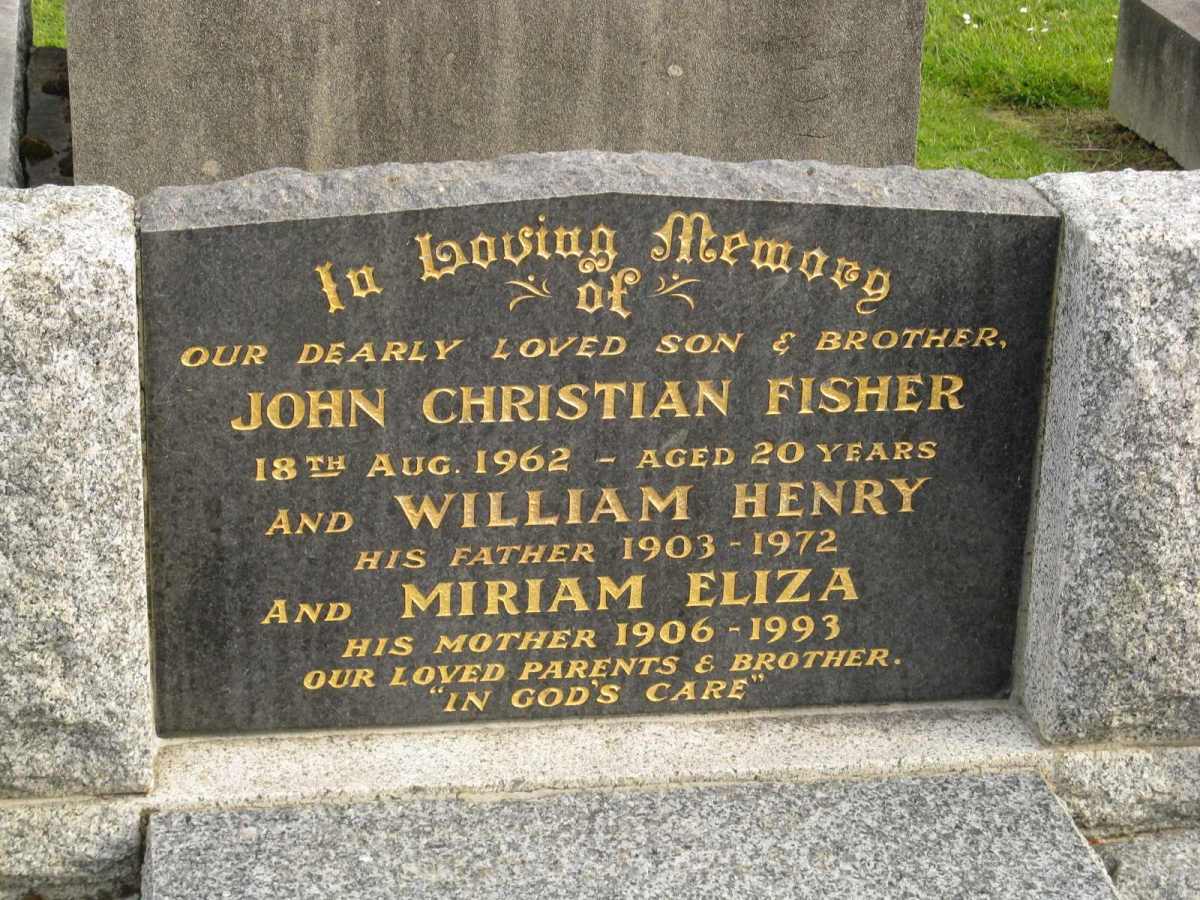 In Loving Memory
of
OUR DEARLY LOVED SON & BROTHER,
JOHN CHRISTIAN FISHER
18TH AUG. 1962 - AGED 20 YEARS
AND WILLIAM HENRY
HIS FATHER 1903 - 1972
AND MIRIAM ELIZA
HIS MOTHER 1906 - 1993
OUR LOVED PARENTS & BROTHER.
"IN GOD'S CARE"